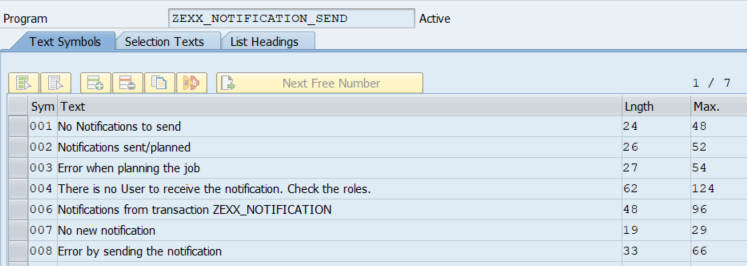 Program ZEXX_NOTIFICATION_SEND Active
Text Symbols Selection Texts List Headings
Next Free Number 1 / 7
Sym Text Lngth Max.
001 No Notifications to send 24 48
002 Notifications sent/planned 26 52
003 Error when planning the job 27 54
004 There is no User to receive the notification. Check the roles. 62 124
006 Notifications from transaction ZEXX_NOTIFICATION 48 96
007 No new notification 19 29
008 Error by sending the notification 33 66